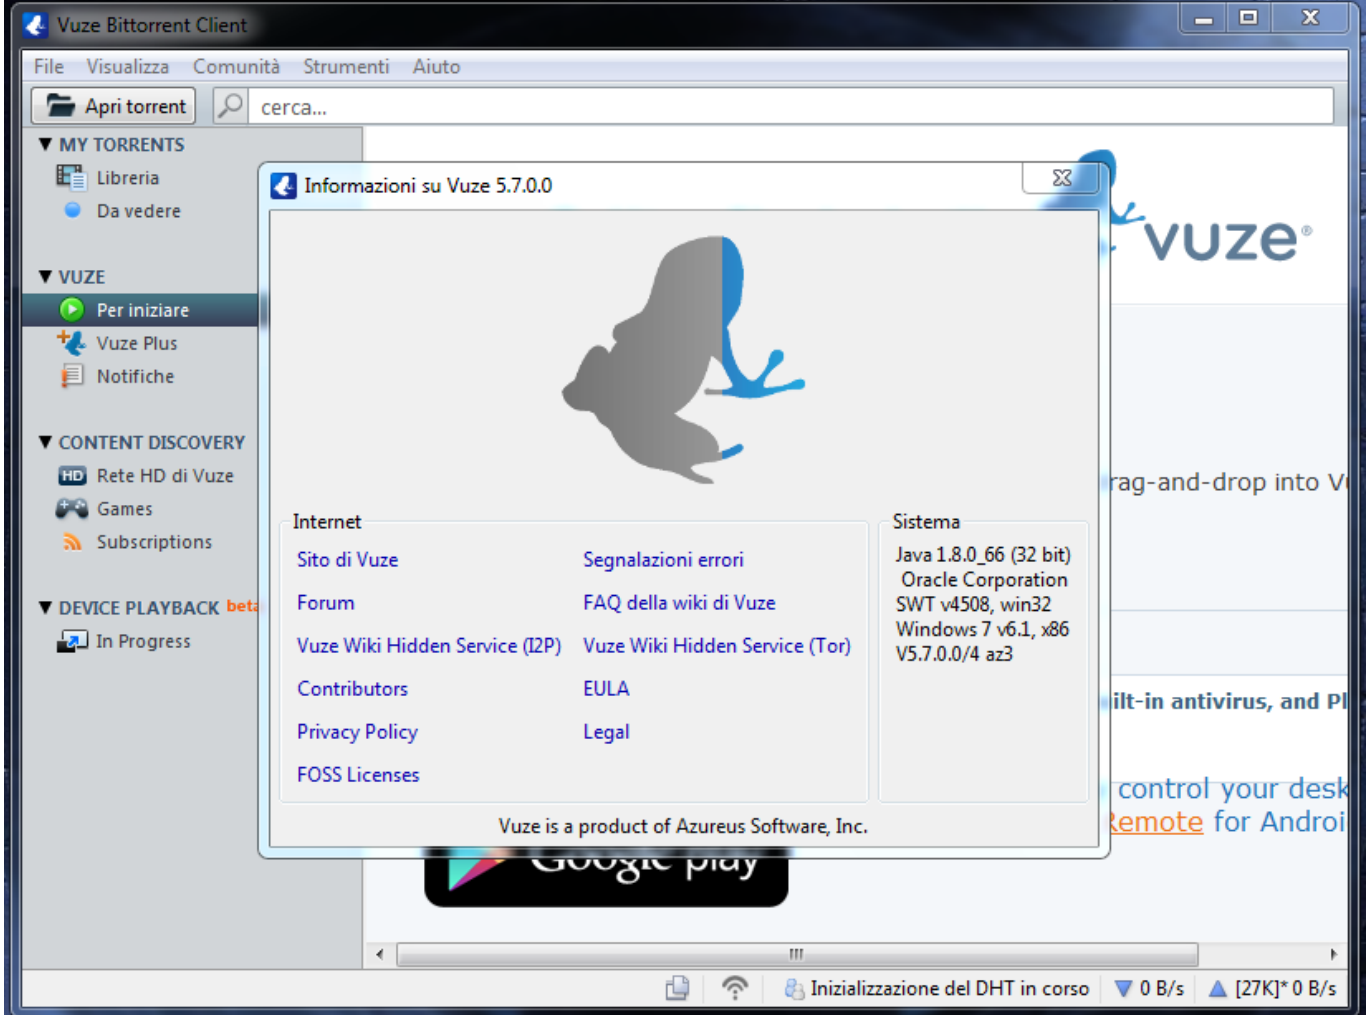 Vuze Bittorrent Client
File Visualizza Comunità Strumenti Aiuto
Apri torrent cerca...
MY TORRENTS
Libreria
Da vedere
VUZE
Per iniziare
Vuze Plus
Notifiche
CONTENT DISCOVERY
HD Rete HD di Vuze
Games
Subscriptions
DEVICE PLAYBACK beta
In Progress
Informazioni su Vuze 5.7.0.0
vuze®
Internet
Sito di Vuze Segnalazioni errori
Forum FAQ della wiki di Vuze
Vuze Wiki Hidden Service (I2P) Vuze Wiki Hidden Service (Tor)
Contributors EULA
Privacy Policy Legal
FOSS Licenses
Sistema
Java 1.8.0_66 (32 bit)
Oracle Corporation
SWT v4508, win32
Windows 7 v6.1, x86
V5.7.0.0/4 az3
Vuze is a product of Azureus Software, Inc.
rag-and-drop into V
ilt-in antivirus, and Pl
control your desk
Remote for Androi
Google play
Inizializzazione del DHT in corso 0 B/s [27K]* 0 B/s